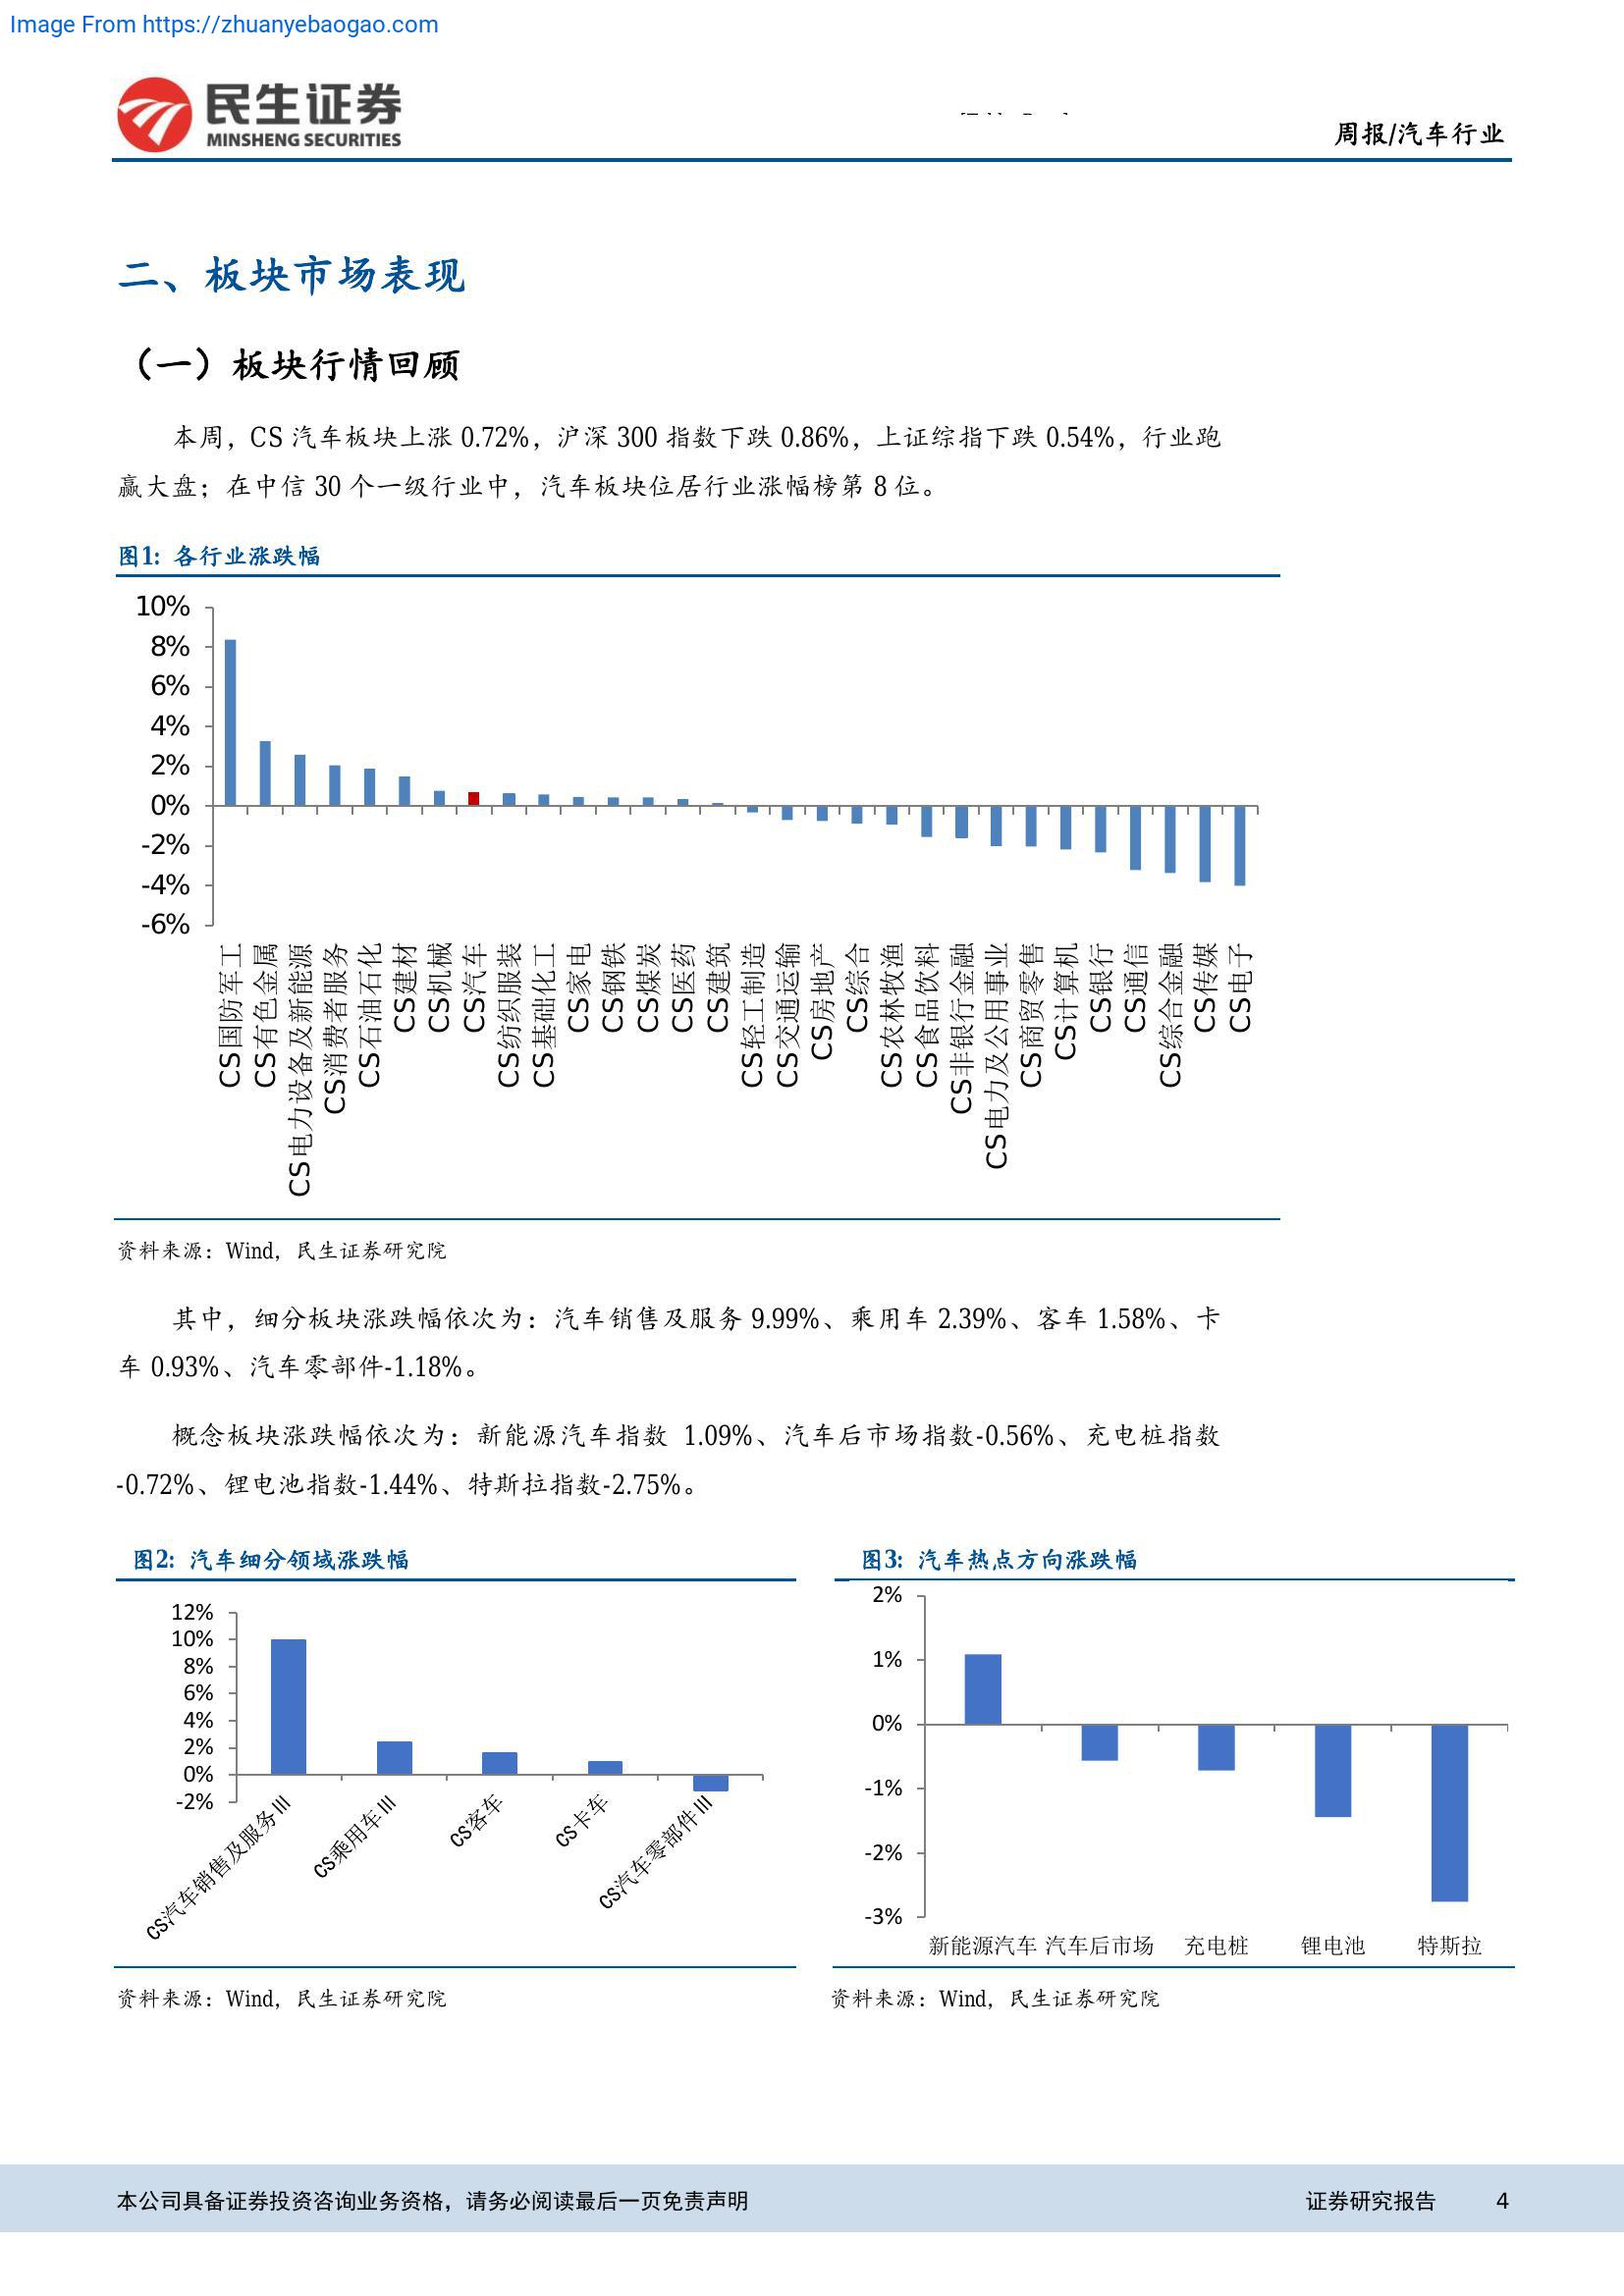 Image From https://zhuanyebaogao.com
民生证券
MINSHENG SECURITIES
周报/汽车行业
二、板块市场表现
（一）板块行情回顾
本周，CS 汽车板块上涨 0.72%，沪深 300 指数下跌 0.86%，上证综指下跌 0.54%，行业跑
赢大盘；在中信 30 个一级行业中，汽车板块位居行业涨幅榜第 8 位。
图1: 各行业涨跌幅
10%
8%
6%
4%
2%
0%
-2%
-4%
-6%
CS国防军工
CS有色金属
CS电力设备及新能源
CS消费者服务
CS石油石化
CS建材
CS机械
CS汽车
CS纺织服装
CS基础化工
CS家电
CS钢铁
CS煤炭
CS医药
CS建筑
CS轻工制造
CS交通运输
CS房地产
CS综合
CS农林牧渔
CS食品饮料
CS非银行金融
CS电力及公用事业
CS商贸零售
CS计算机
CS银行
CS通信
CS综合金融
CS传媒
CS电子
资料来源：Wind，民生证券研究院
其中，细分板块涨跌幅依次为：汽车销售及服务 9.99%、乘用车 2.39%、客车 1.58%、卡
车 0.93%、汽车零部件-1.18%。
概念板块涨跌幅依次为：新能源汽车指数 1.09%、汽车后市场指数-0.56%、充电桩指数
-0.72%、锂电池指数-1.44%、特斯拉指数-2.75%。
图2: 汽车细分领域涨跌幅
12%
10%
8%
6%
4%
2%
0%
-2%
CS汽车销售及服务Ⅲ
CS乘用车Ⅲ
CS客车
CS卡车
CS汽车零部件Ⅲ
资料来源：Wind，民生证券研究院
图3: 汽车热点方向涨跌幅
2%
1%
0%
-1%
-2%
-3%
新能源汽车 汽车后市场 充电桩 锂电池 特斯拉
资料来源：Wind，民生证券研究院
本公司具备证券投资咨询业务资格，请务必阅读最后一页免责声明 证券研究报告 4